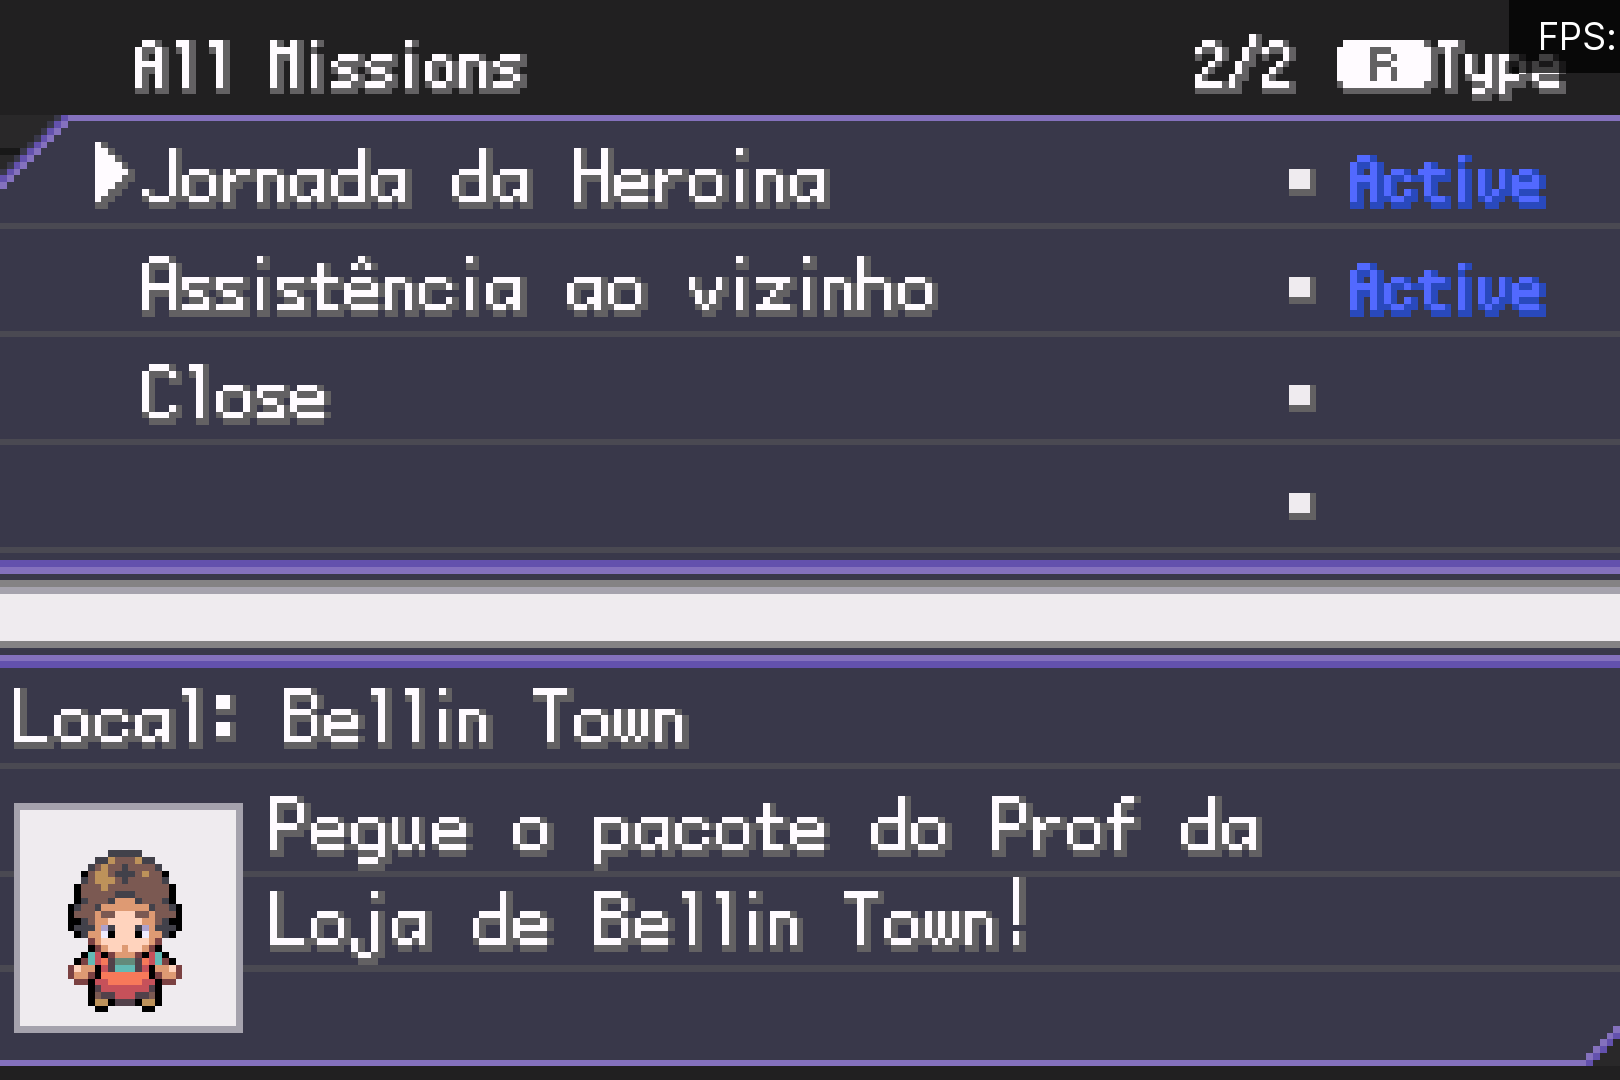 All Missions 2/2 R Type FPS:
Jornada da Heroina Active
Assistência ao vizinho Active
Close
Local: Bellin Town
Pegue o pacote do Prof da
Loja de Bellin Town!